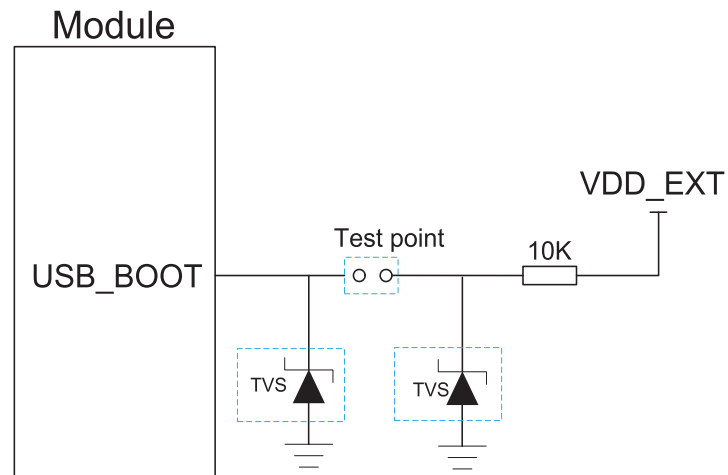 Module
VDD_EXT
Test point
10K
USB_BOOT
TVS
TVS